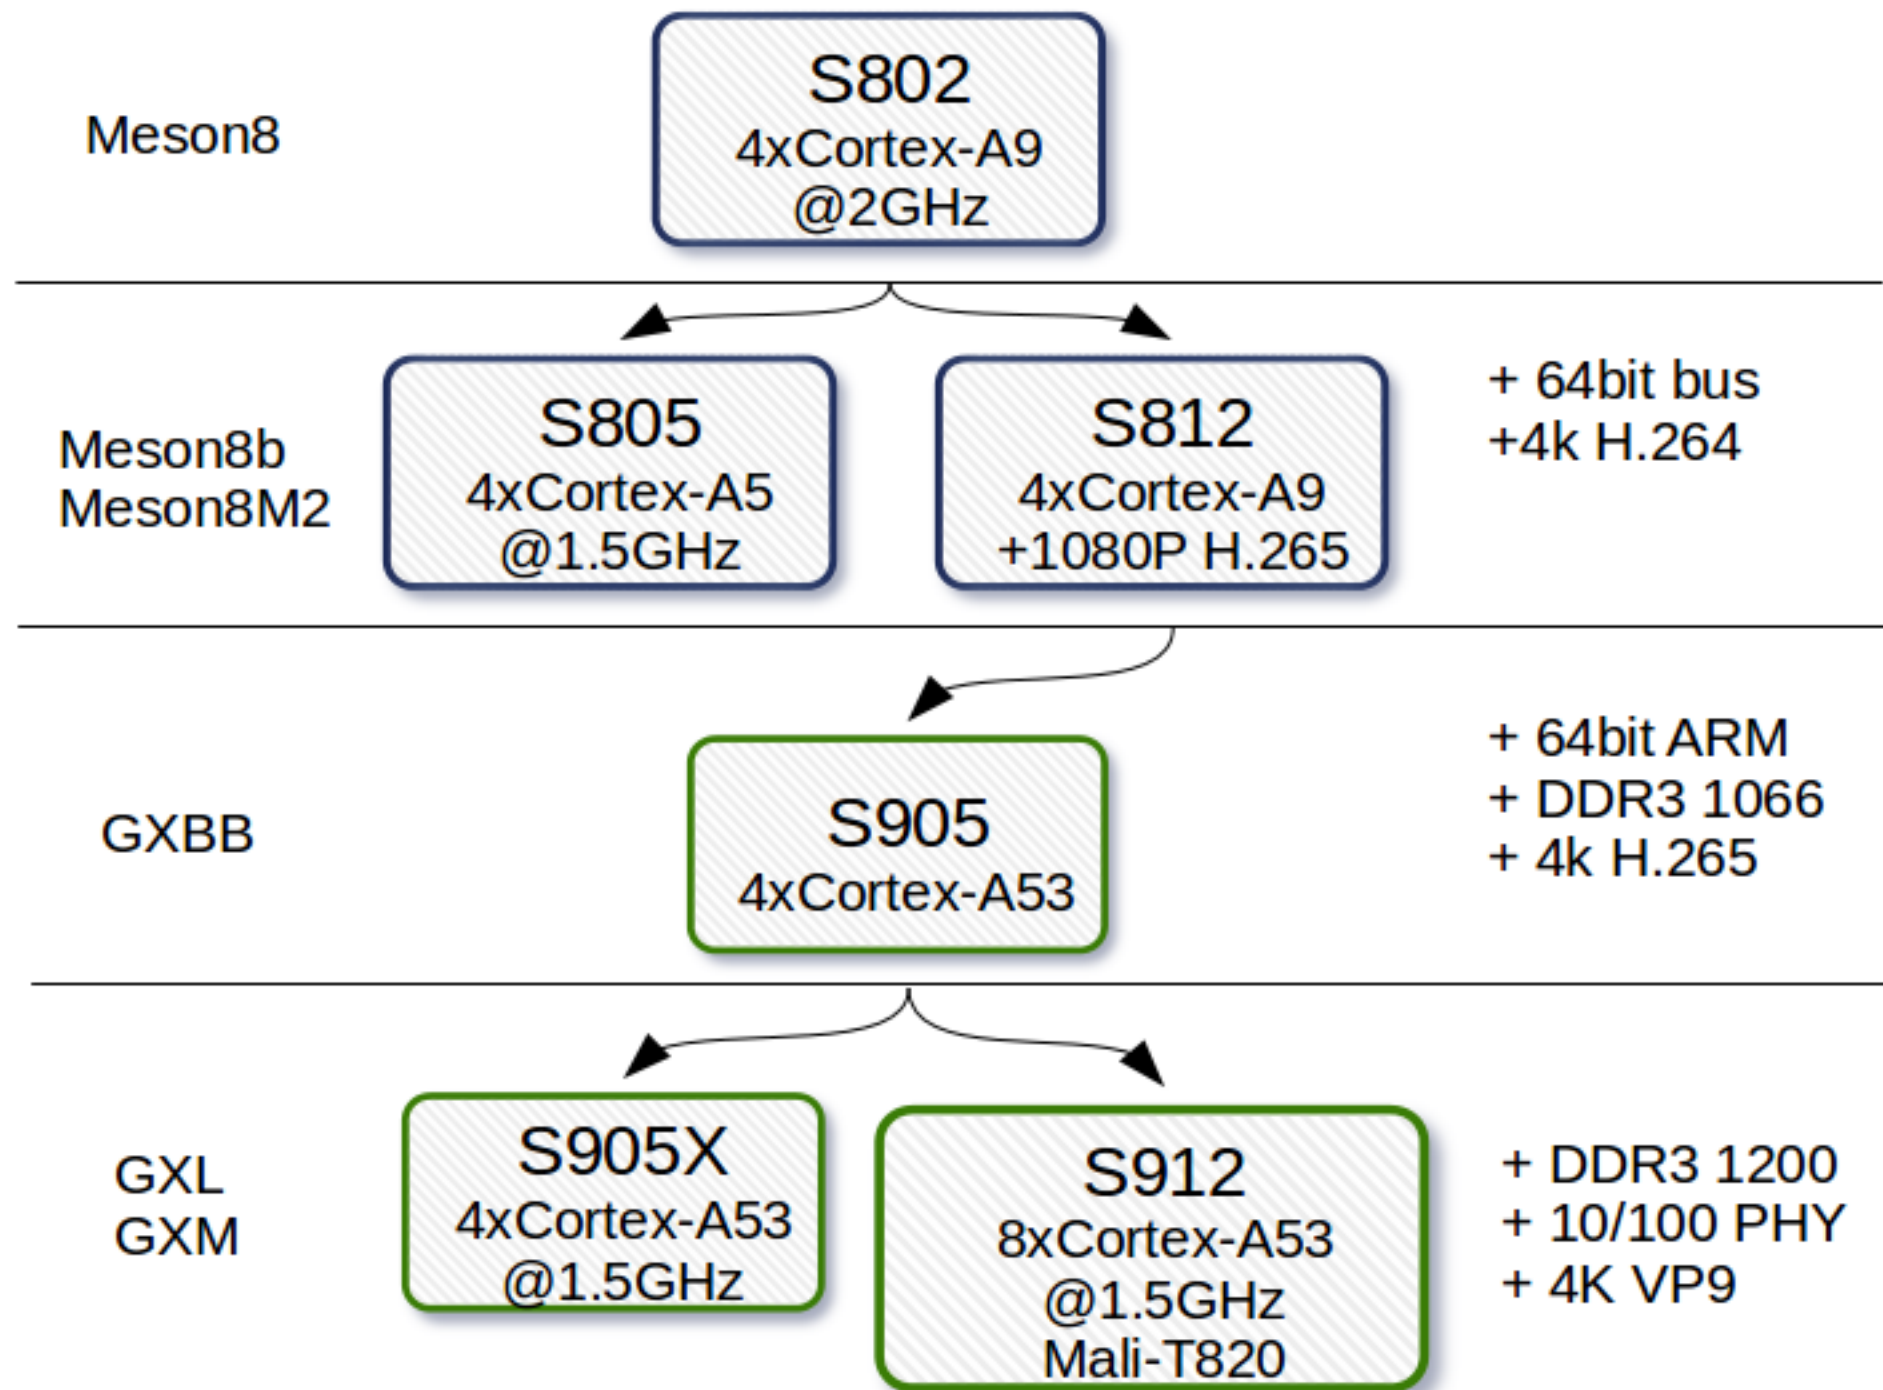 Meson8
S802
4xCortex-A9
@2GHz
Meson8b
Meson8M2
S805
4xCortex-A5
@1.5GHz
S812
4xCortex-A9
+1080P H.265
+ 64bit bus
+4k H.264
GXBB
S905
4xCortex-A53
+ 64bit ARM
+ DDR3 1066
+ 4k H.265
GXL
GXM
S905X
4xCortex-A53
@1.5GHz
S912
8xCortex-A53
@1.5GHz
Mali-T820
+ DDR3 1200
+ 10/100 PHY
+ 4K VP9